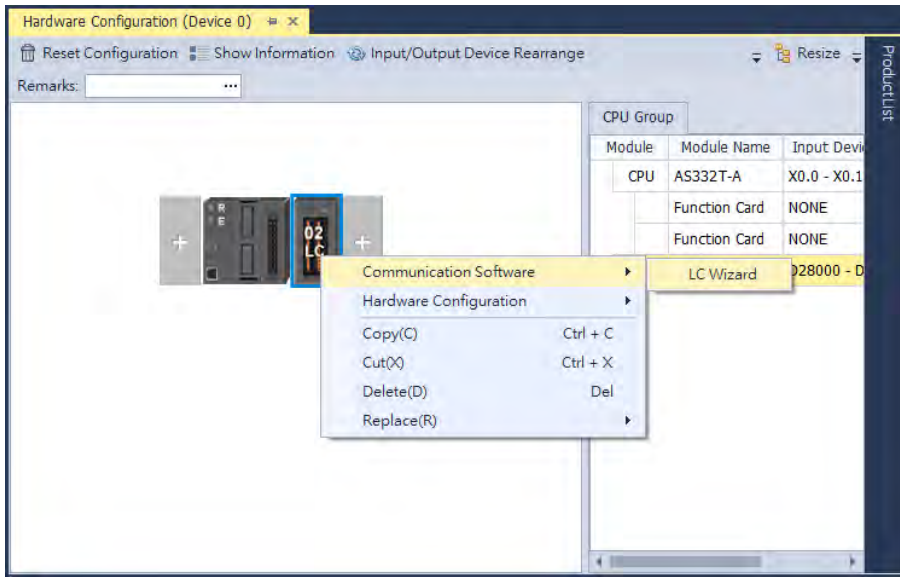 Hardware Configuration (Device 0)
Reset Configuration Show Information Input/Output Device Rearrange Resize
Remarks: ...
ProductList
CPU Group
Module Module Name Input Devi
CPU AS332T-A X0.0 - X0.1
Function Card NONE
Function Card NONE
D28000 - D
R
E
02
LC
Communication Software
LC Wizard
Hardware Configuration
Copy(C) Ctrl + C
Cut(X) Ctrl + X
Delete(D) Del
Replace(R)